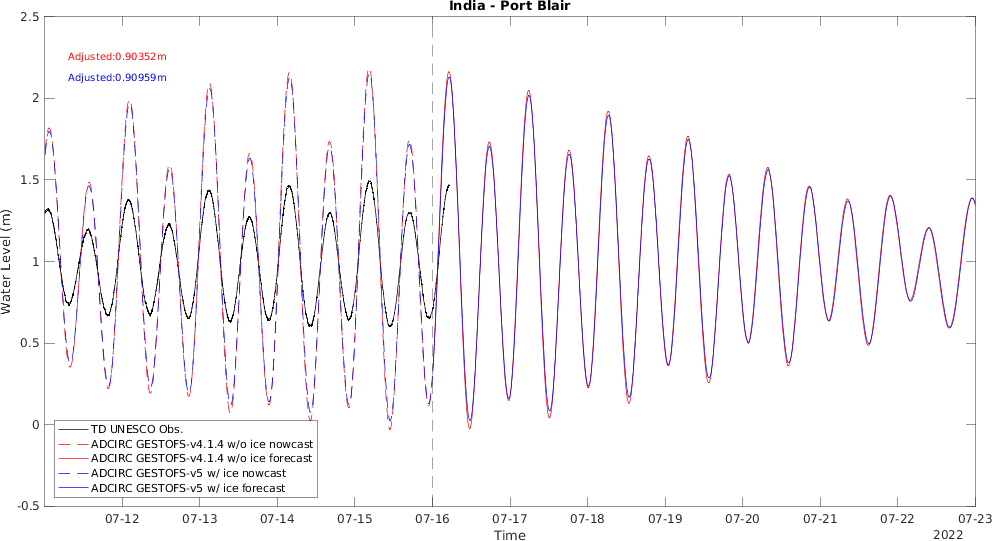 India - Port Blair
2.5
Adjusted:0.90352m
Adjusted:0.90959m
2
1.5
1
0.5
0
-0.5
Water Level (m)
TD UNESCO Obs.
ADCIRC GESTOFS-v4.1.4 w/o ice nowcast
ADCIRC GESTOFS-v4.1.4 w/o ice forecast
ADCIRC GESTOFS-v5 w/ ice nowcast
ADCIRC GESTOFS-v5 w/ ice forecast
07-12 07-13 07-14 07-15 07-16 07-17 07-18 07-19 07-20 07-21 07-22 07-23
Time
2022